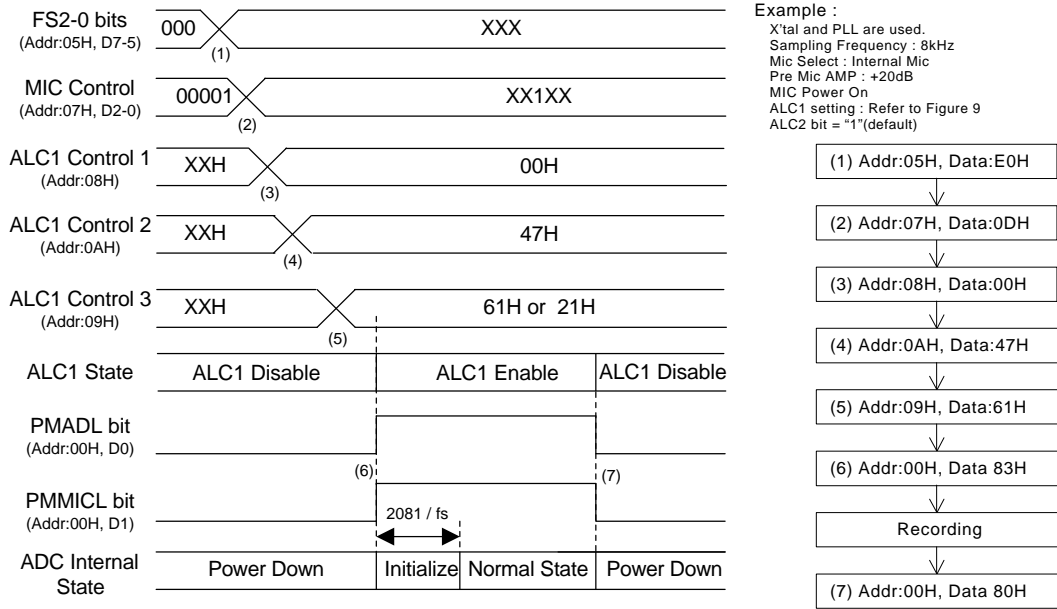 FS2-0 bits
(Addr:05H, D7-5)
000
XXX
(1)
MIC Control
(Addr:07H, D2-0)
00001
XX1XX
(2)
ALC1 Control 1
(Addr:08H)
XXH
00H
(3)
ALC1 Control 2
(Addr:0AH)
XXH
47H
(4)
ALC1 Control 3
(Addr:09H)
XXH
61H or 21H
(5)
ALC1 State
ALC1 Disable
ALC1 Enable
ALC1 Disable
PMADL bit
(Addr:00H, D0)
(6)
(7)
PMMICL bit
(Addr:00H, D1)
2081 / fs
ADC Internal
State
Power Down
Initialize
Normal State
Power Down
Example :
X'tal and PLL are used.
Sampling Frequency : 8kHz
Mic Select : Internal Mic
Pre Mic AMP : +20dB
MIC Power On
ALC1 setting : Refer to Figure 9
ALC2 bit = “1”(default)
(1) Addr:05H, Data:E0H
(2) Addr:07H, Data:0DH
(3) Addr:08H, Data:00H
(4) Addr:0AH, Data:47H
(5) Addr:09H, Data:61H
(6) Addr:00H, Data 83H
Recording
(7) Addr:00H, Data 80H